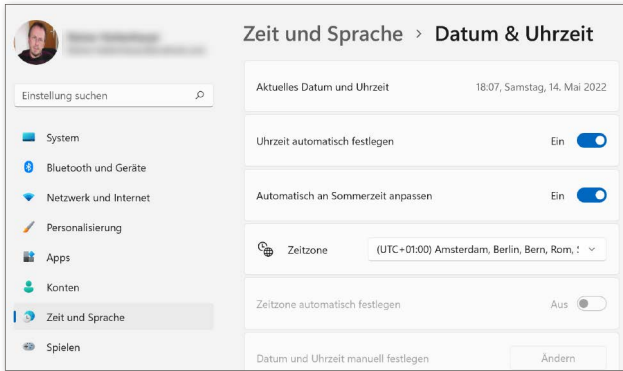 Zeit und Sprache › Datum & Uhrzeit
Einstellung suchen
System
Bluetooth und Geräte
Netzwerk und Internet
Personalisierung
Apps
Konten
Zeit und Sprache
Spielen
Aktuelles Datum und Uhrzeit 18:07, Samstag, 14. Mai 2022
Uhrzeit automatisch festlegen Ein
Automatisch an Sommerzeit anpassen Ein
Zeitzone (UTC+01:00) Amsterdam, Berlin, Bern, Rom,
Zeitzone automatisch festlegen Aus
Datum und Uhrzeit manuell festlegen Ändern